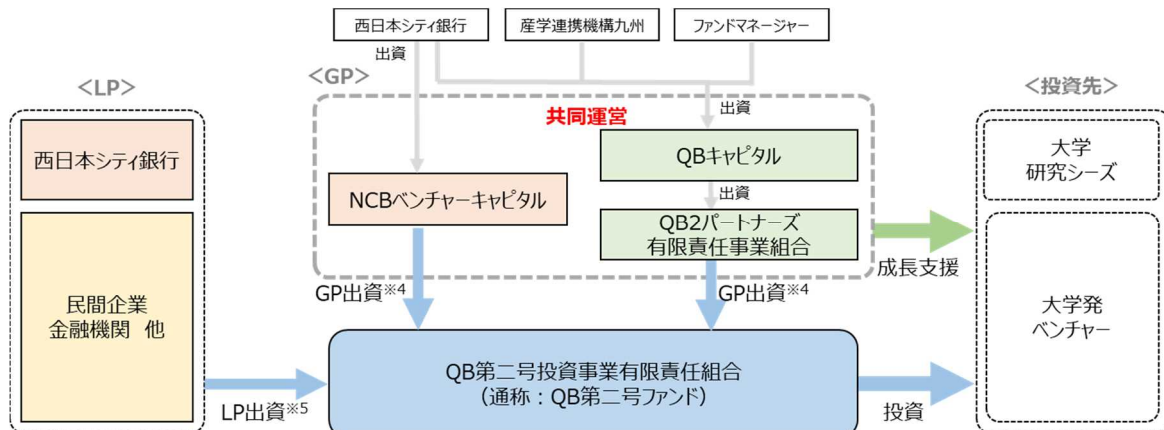 西日本シティ銀行
産学連携機構九州
ファンドマネージャー
出資
＜GP＞
＜LP＞
＜投資先＞
共同運営
出資
西日本シティ銀行
QBキャピタル
大学
研究シーズ
出資
NCBベンチャーキャピタル
QB2パートナーズ
有限責任事業組合
成長支援
民間企業
金融機関 他
GP出資※4
GP出資※4
大学発
ベンチャー
QB第二号投資事業有限責任組合
（通称：QB第二号ファンド）
LP出資※5
投資